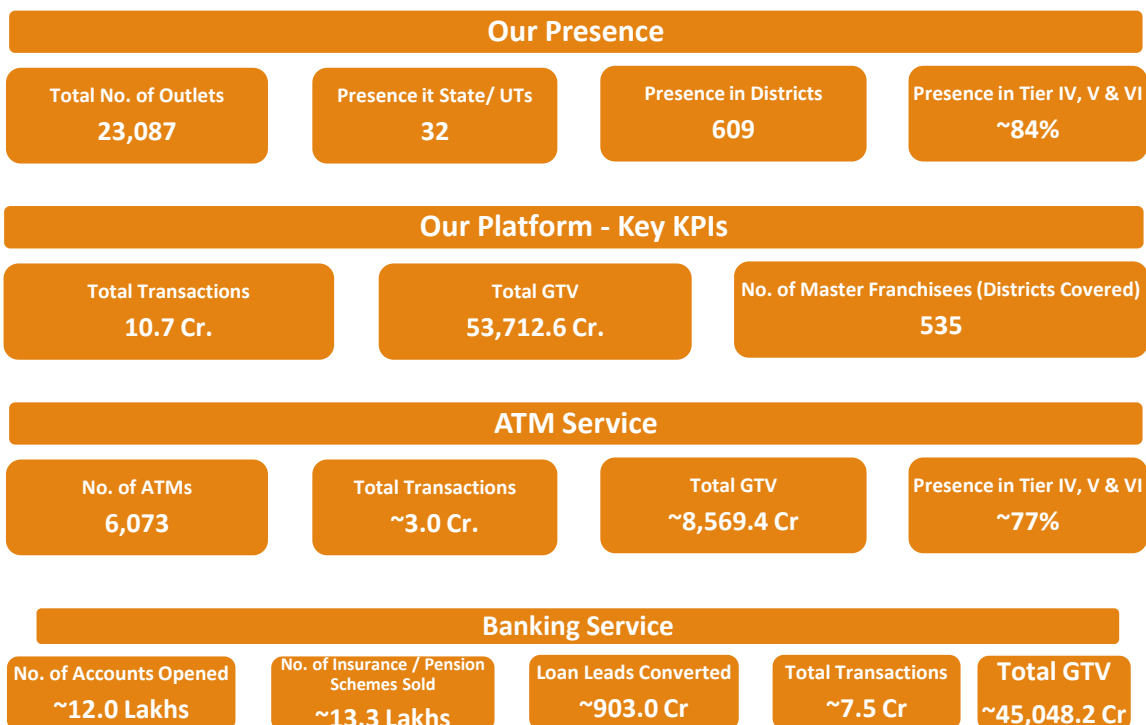 Our Presence
Total No. of Outlets
23,087
Presence it State/ UTs
32
Presence in Districts
609
Presence in Tier IV, V & VI
~84%
Our Platform - Key KPIs
Total Transactions
10.7 Cr.
Total GTV
53,712.6 Cr.
No. of Master Franchisees (Districts Covered)
535
ATM Service
No. of ATMs
6,073
Total Transactions
~3.0 Cr.
Total GTV
~8,569.4 Cr
Presence in Tier IV, V & VI
~77%
Banking Service
No. of Accounts Opened
~12.0 Lakhs
No. of Insurance / Pension
Schemes Sold
~13.3 Lakhs
Loan Leads Converted
~903.0 Cr
Total Transactions
~7.5 Cr
Total GTV
~45,048.2 Cr